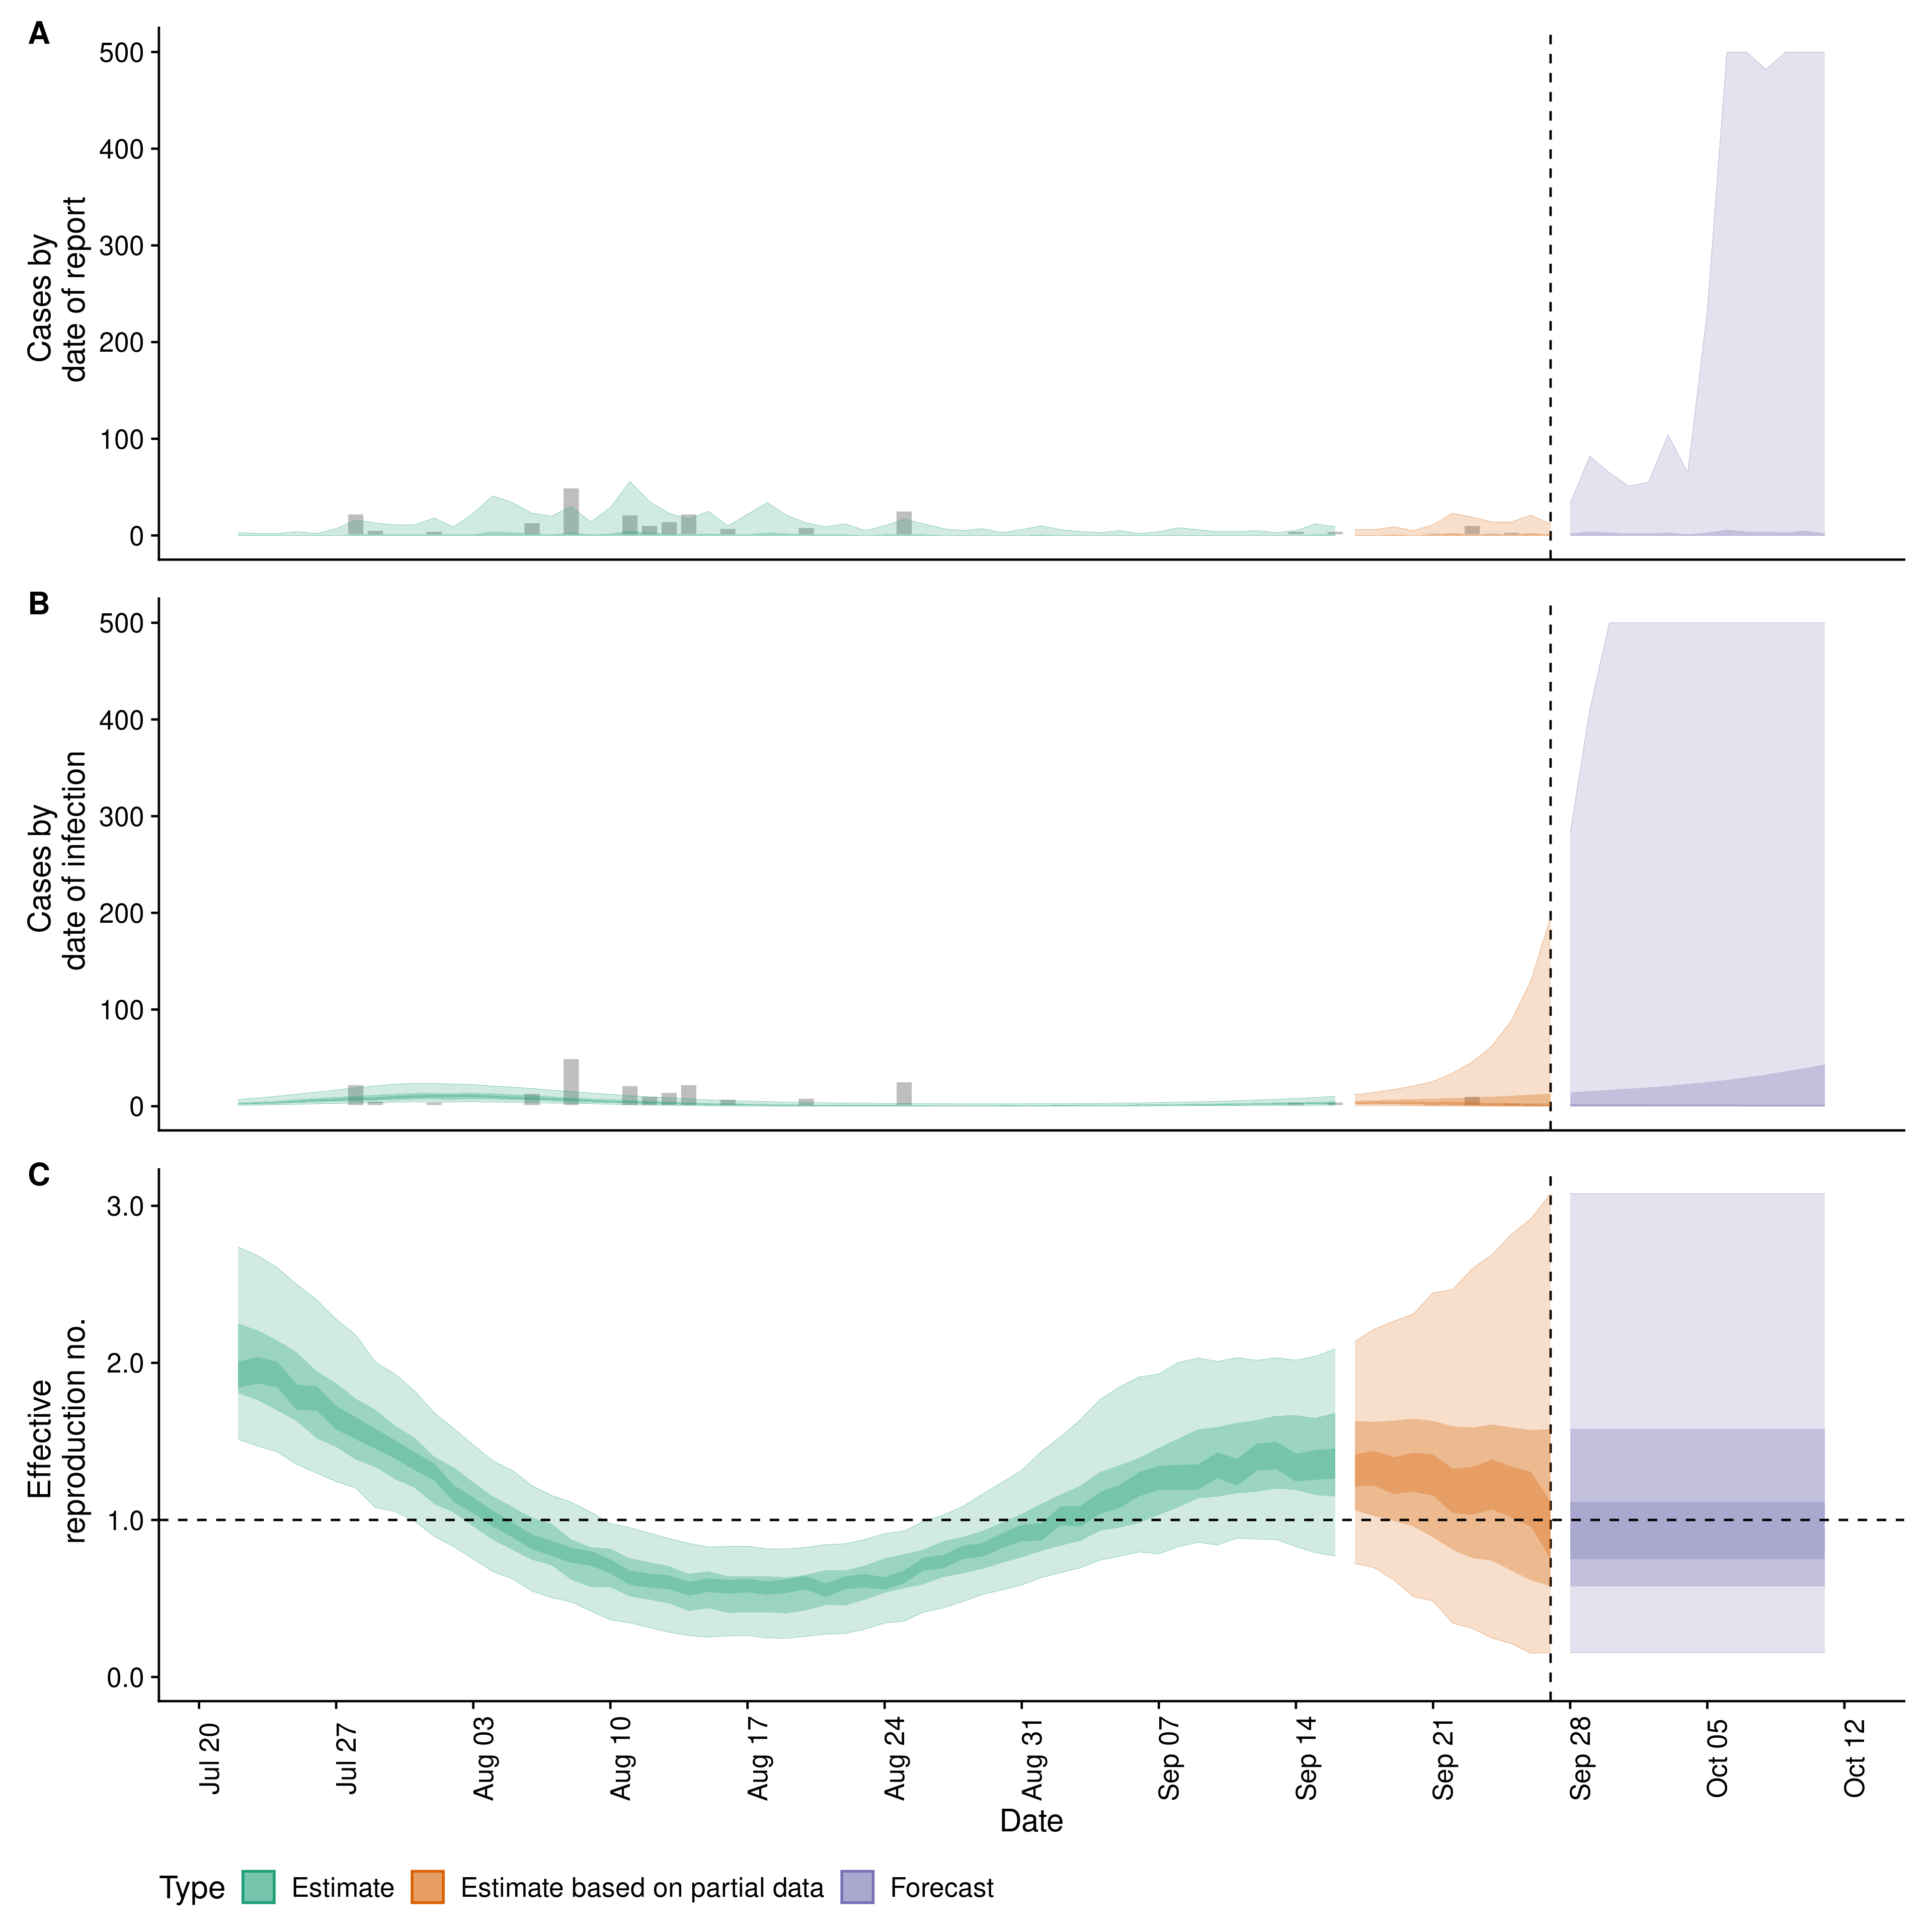 A
500
400
300
200
100
0
Cases by
date of report
B
500
400
300
200
100
0
Cases by
date of infection
C
3.0
2.0
1.0
0.0
Effective
reproduction no.
Jul 20
Jul 27
Aug 03
Aug 10
Aug 17
Aug 24
Aug 31
Sep 07
Sep 14
Sep 21
Sep 28
Oct 05
Oct 12
Date
Type Estimate Estimate based on partial data Forecast